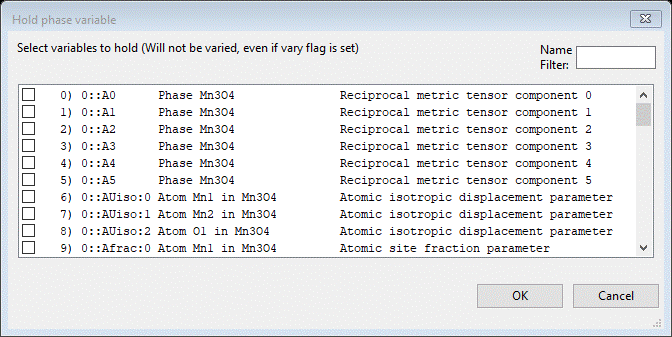 Hold phase variable
Select variables to hold (Will not be varied, even if vary flag is set)
Name
Filter:
0) 0::A0 Phase Mn3O4 Reciprocal metric tensor component 0
1) 0::A1 Phase Mn3O4 Reciprocal metric tensor component 1
2) 0::A2 Phase Mn3O4 Reciprocal metric tensor component 2
3) 0::A3 Phase Mn3O4 Reciprocal metric tensor component 3
4) 0::A4 Phase Mn3O4 Reciprocal metric tensor component 4
5) 0::A5 Phase Mn3O4 Reciprocal metric tensor component 5
6) 0::AUiso:0 Atom Mn1 in Mn3O4 Atomic isotropic displacement parameter
7) 0::AUiso:1 Atom Mn2 in Mn3O4 Atomic isotropic displacement parameter
8) 0::AUiso:2 Atom O1 in Mn3O4 Atomic isotropic displacement parameter
9) 0::Afrac:0 Atom Mn1 in Mn3O4 Atomic site fraction parameter
OK Cancel